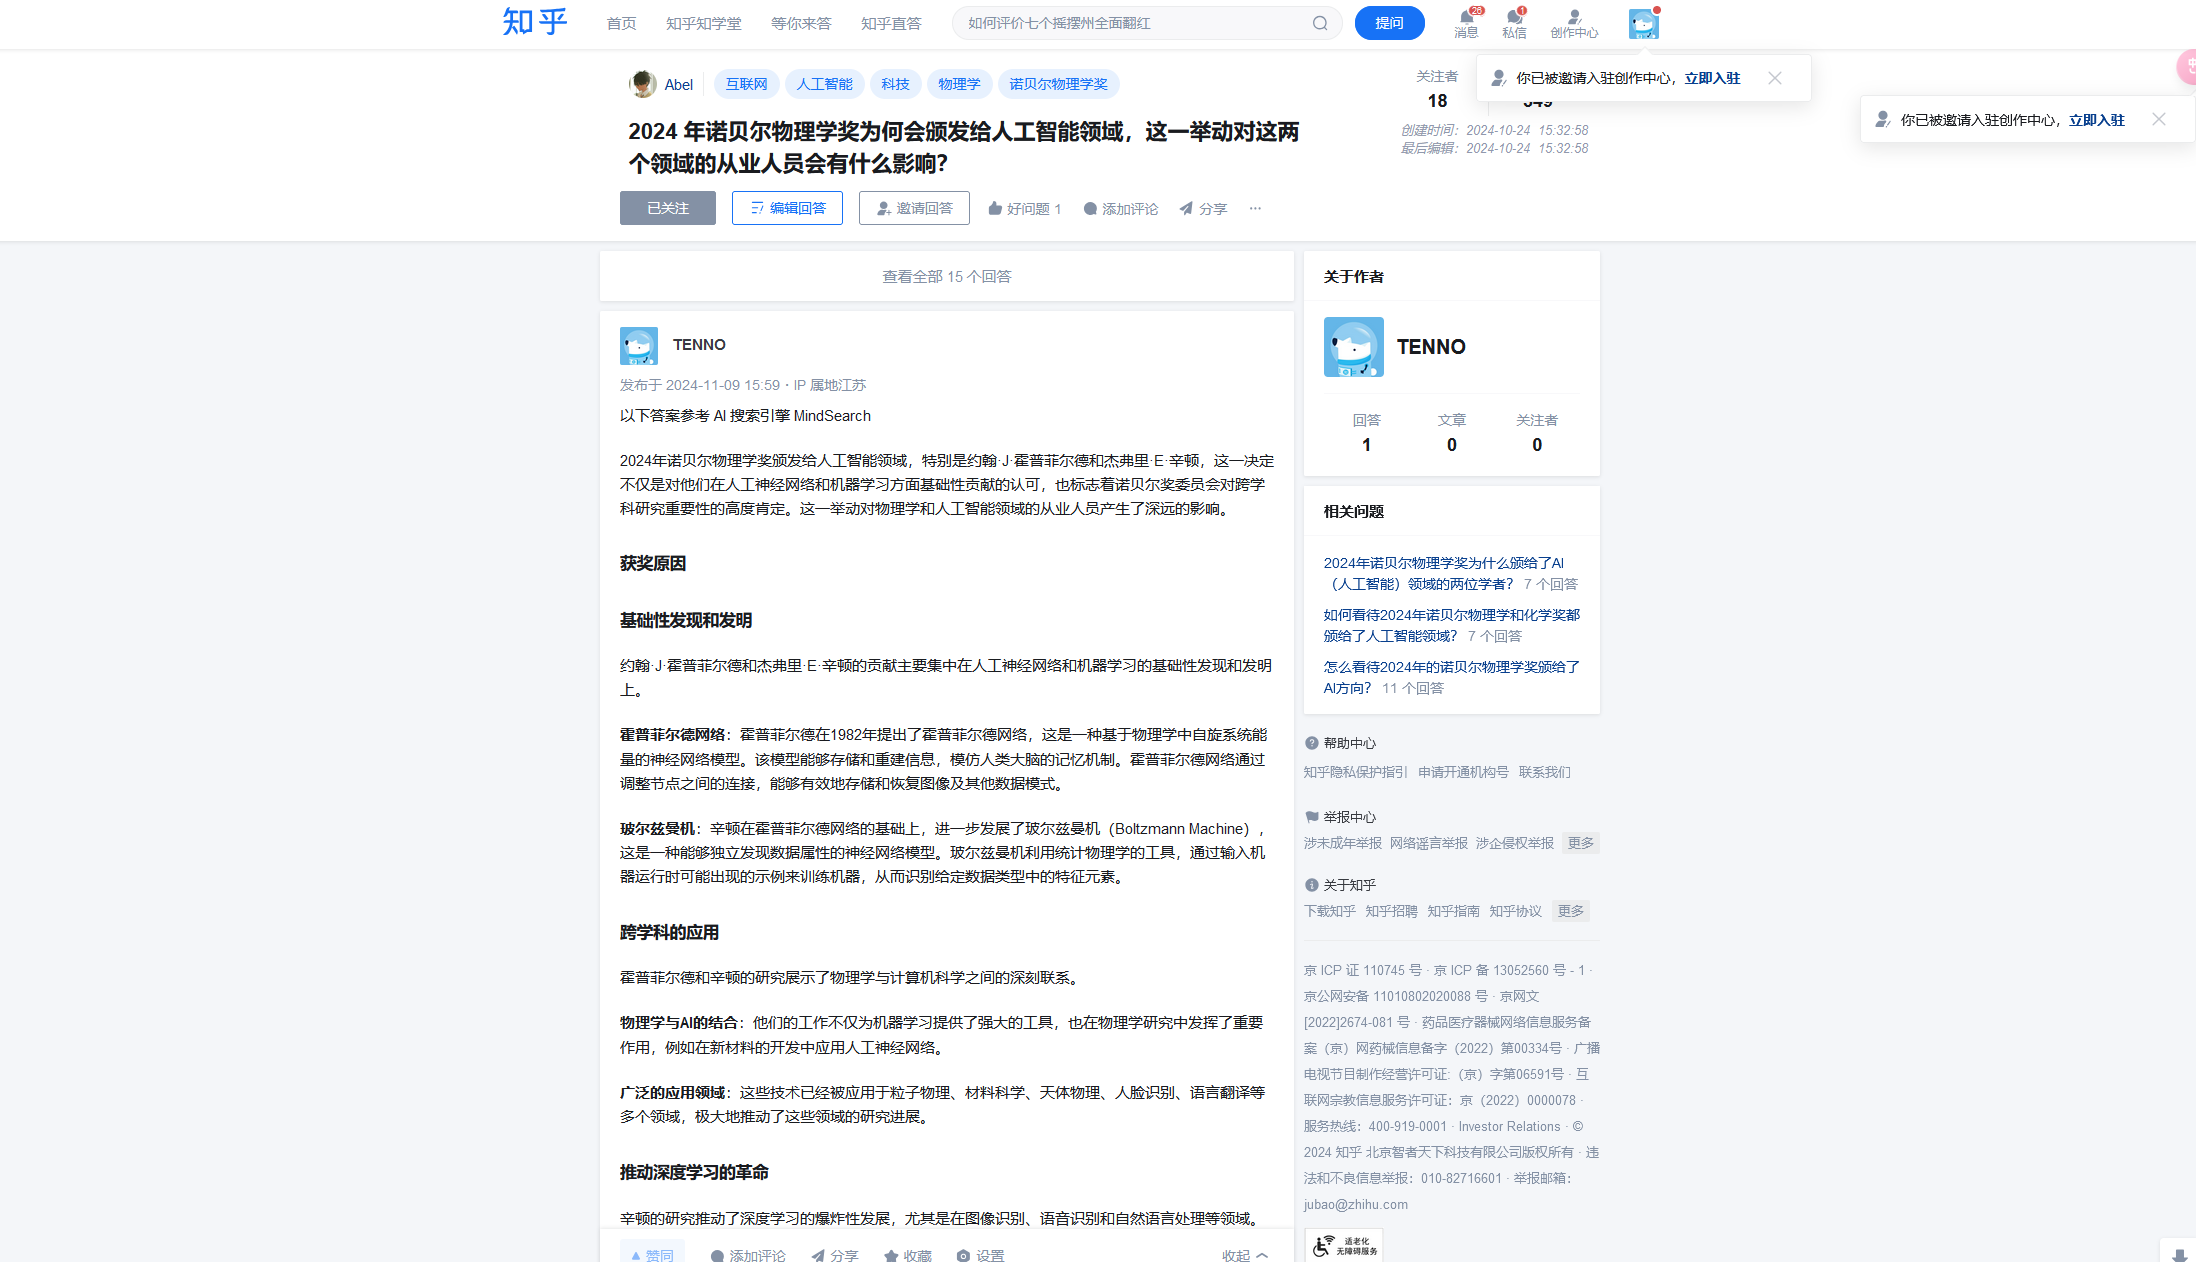 知乎
首页 知乎知学堂 等你来答 知乎直答
如何评价七个摇摆州全面翻红
提问
26
消息
1
私信
创作中心
你已被邀请入驻创作中心，立即入驻
你已被邀请入驻创作中心，立即入驻
Abel
互联网 人工智能 科技 物理学 诺贝尔物理学奖
关注者
18
349
2024 年诺贝尔物理学奖为何会颁发给人工智能领域，这一举动对这两
个领域的从业人员会有什么影响？
创建时间：2024-10-24 15:32:58
最后编辑：2024-10-24 15:32:58
已关注 编辑回答 邀请回答 好问题 1 添加评论 分享 ···
查看全部 15 个回答
TENNO
发布于 2024-11-09 15:59・IP 属地江苏
以下答案参考 AI 搜索引擎 MindSearch
2024年诺贝尔物理学奖颁发给人工智能领域，特别是约翰·J·霍普菲尔德和杰弗里·E·辛顿，这一决定
不仅是对他们在人工神经网络和机器学习方面基础性贡献的认可，也标志着诺贝尔奖委员会对跨学
科研究重要性的高度肯定。这一举动对物理学和人工智能领域的从业人员产生了深远的影响。
获奖原因
基础性发现和发明
约翰·J·霍普菲尔德和杰弗里·E·辛顿的贡献主要集中在人工神经网络和机器学习的基础性发现和发明
上。
霍普菲尔德网络：霍普菲尔德在1982年提出了霍普菲尔德网络，这是一种基于物理学中自旋系统能
量的神经网络模型。该模型能够存储和重建信息，模仿人类大脑的记忆机制。霍普菲尔德网络通过
调整节点之间的连接，能够有效地存储和恢复图像及其他数据模式。
玻尔兹曼机：辛顿在霍普菲尔德网络的基础上，进一步发展了玻尔兹曼机（Boltzmann Machine），
这是一种能够独立发现数据属性的神经网络模型。玻尔兹曼机利用统计物理学的工具，通过输入机
器运行时可能出现的示例来训练机器，从而识别给定数据类型中的特征元素。
跨学科的应用
霍普菲尔德和辛顿的研究展示了物理学与计算机科学之间的深刻联系。
物理学与AI的结合：他们的工作不仅为机器学习提供了强大的工具，也在物理学研究中发挥了重要
作用，例如在新材料的开发中应用人工神经网络。
广泛的应用领域：这些技术已经被应用于粒子物理、材料科学、天体物理、人脸识别、语言翻译等
多个领域，极大地推动了这些领域的研究进展。
推动深度学习的革命
辛顿的研究推动了深度学习的爆炸性发展，尤其是在图像识别、语音识别和自然语言处理等领域。
赞同 添加评论 分享 收藏 设置 收起
关于作者
TENNO
回答 文章 关注者
1 0 0
相关问题
2024年诺贝尔物理学奖为什么颁给了AI
（人工智能）领域的两位学者？ 7 个回答
如何看待2024年诺贝尔物理学和化学奖都
颁给了人工智能领域？ 7 个回答
怎么看待2024年的诺贝尔物理学奖颁给了
AI方向？ 11 个回答
帮助中心
知乎隐私保护指引 申请开通机构号 联系我们
举报中心
涉未成年举报 网络谣言举报 涉企侵权举报 更多
关于知乎
下载知乎 知乎招聘 知乎指南 知乎协议 更多
京 ICP 证 110745 号 · 京 ICP 备 13052560 号 - 1 ·
京公网安备 11010802020088 号 · 京网文
[2022]2674-081 号 · 药品医疗器械网络信息服务备
案（京）网药械信息备字（2022）第00334号 · 广播
电视节目制作经营许可证:（京）字第06591号 · 互
联网宗教信息服务许可证：京（2022）0000078 ·
服务热线：400-919-0001 · Investor Relations · ©
2024 知乎 北京智者天下科技有限公司版权所有 · 违
法和不良信息举报：010-82716601 · 举报邮箱：
jubao@zhihu.com
适老化
无障碍服务